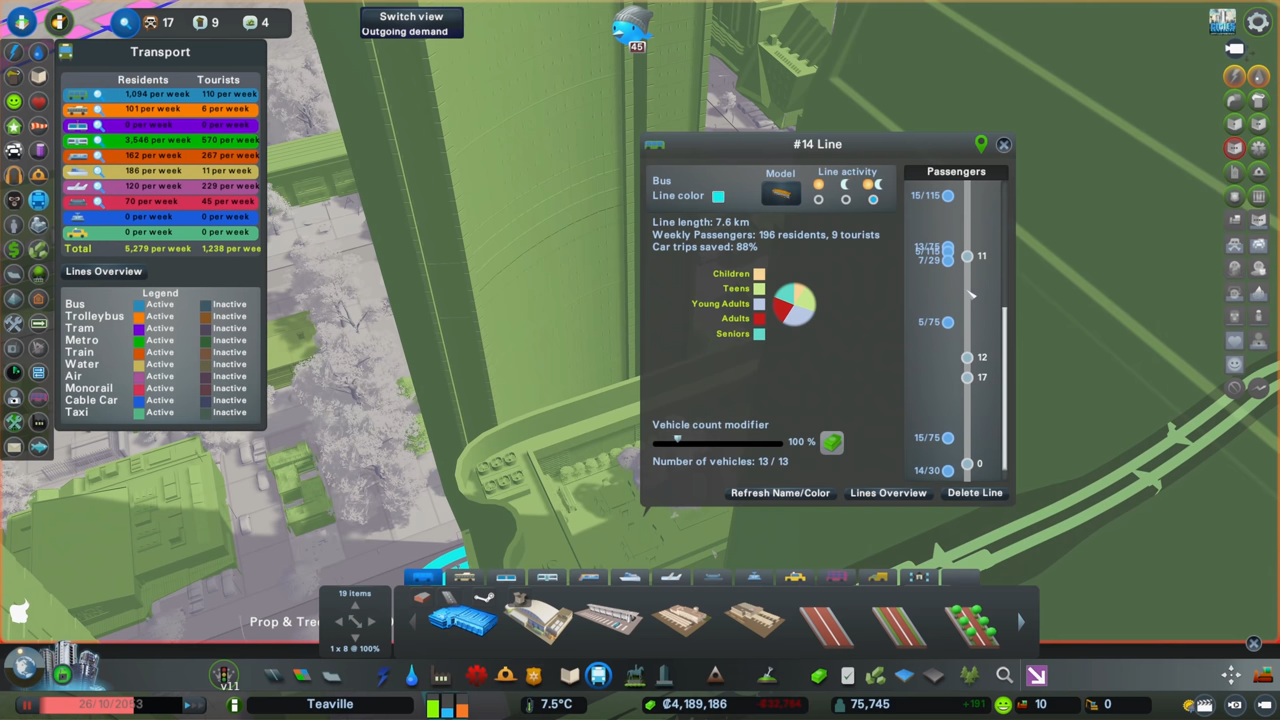 17
9
4
Switch view
Outgoing demand
45
Transport
Residents Tourists
1,094 per week 110 per week
101 per week 6 per week
0 per week 0 per week
3,546 per week 570 per week
162 per week 267 per week
186 per week 11 per week
120 per week 229 per week
70 per week 45 per week
0 per week 0 per week
0 per week 0 per week
Total 5,279 per week 1,238 per wee
Lines Overview
Legend
Bus Active Inactive
Trolleybus Active Inactive
Tram Active Inactive
Metro Active Inactive
Train Active Inactive
Water Active Inactive
Air Active Inactive
Monorail Active Inactive
Cable Car Active Inactive
Taxi Active Inactive
#14 Line
Bus
Line color
Model
Line activity
Line length: 7.6 km
Weekly Passengers: 196 residents, 9 tourists
Car trips saved: 88%
Children
Teens
Young Adults
Adults
Seniors
Vehicle count modifier
100 %
Number of vehicles: 13 / 13
Refresh Name/Color
Lines Overview
Delete Line
Passengers
15/115
13/75
7/29
11
5/75
12
17
15/75
14/30
0
19 items
1 x 8 @ 100%
Prop & Tre
v11
26/10/2053
Teaville
7.5°C
₡4,189,186
75,745
+191
10
0